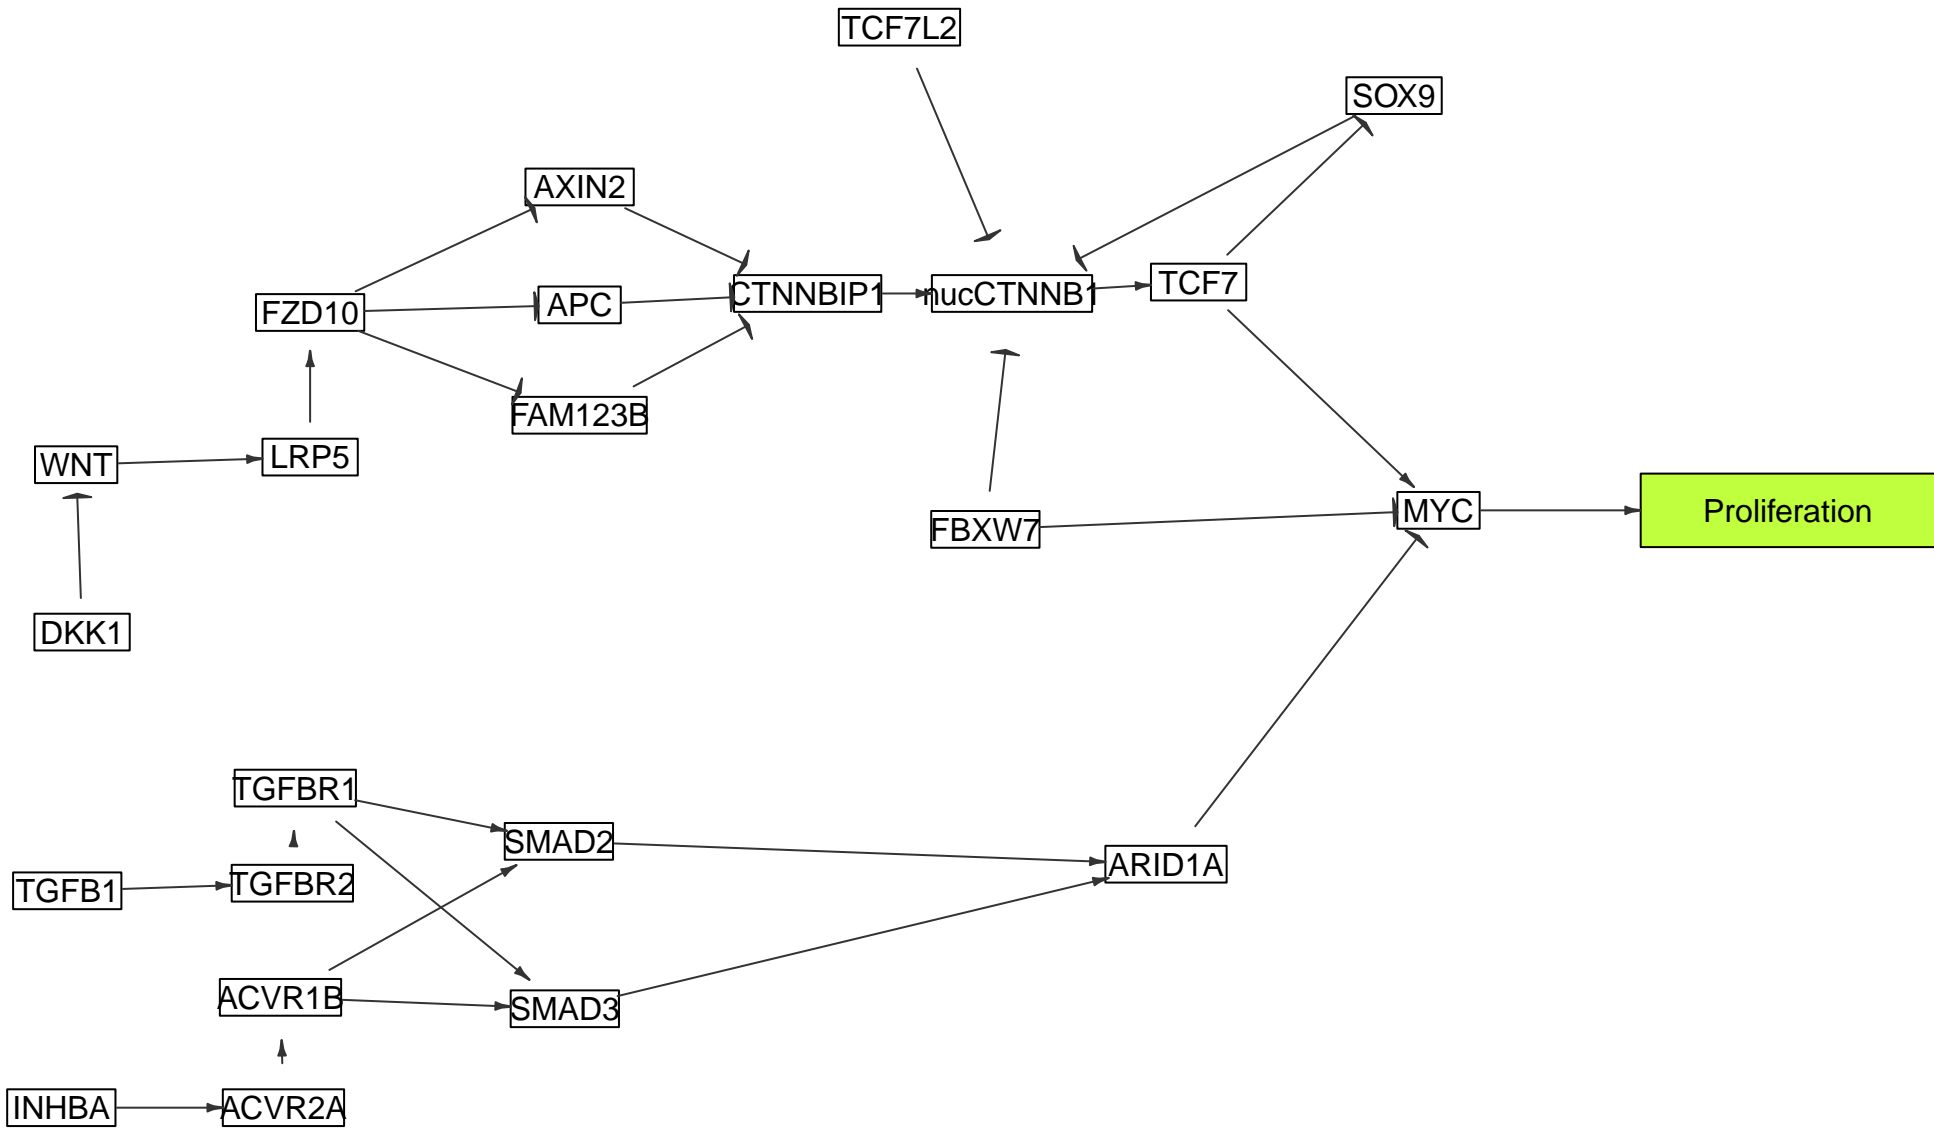 TCF7L2
SOX9
AXIN2
FZD10
APC
CTNNBIP1
nucCTNNB1
TCF7
FAM123B
WNT
LRP5
FBXW7
MYC
Proliferation
DKK1
TGFBR1
SMAD2
ARID1A
TGFB1
TGFBR2
ACVR1B
SMAD3
INHBA
ACVR2A